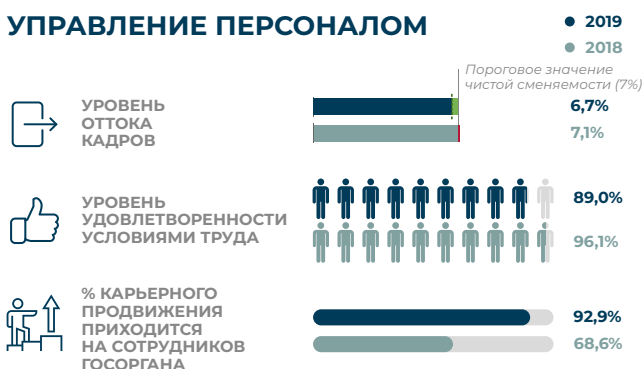 УПРАВЛЕНИЕ ПЕРСОНАЛОМ
2019
2018
Пороговое значение
чистой сменяемости (7%)
УРОВЕНЬ
ОТТОКА
КАДРОВ
6,7%
7,1%
УРОВЕНЬ
УДОВЛЕТВОРЕННОСТИ
УСЛОВИЯМИ ТРУДА
89,0%
96,1%
% КАРЬЕРНОГО
ПРОДВИЖЕНИЯ
ПРИХОДИТСЯ
НА СОТРУДНИКОВ
ГОСОРГАНА
92,9%
68,6%